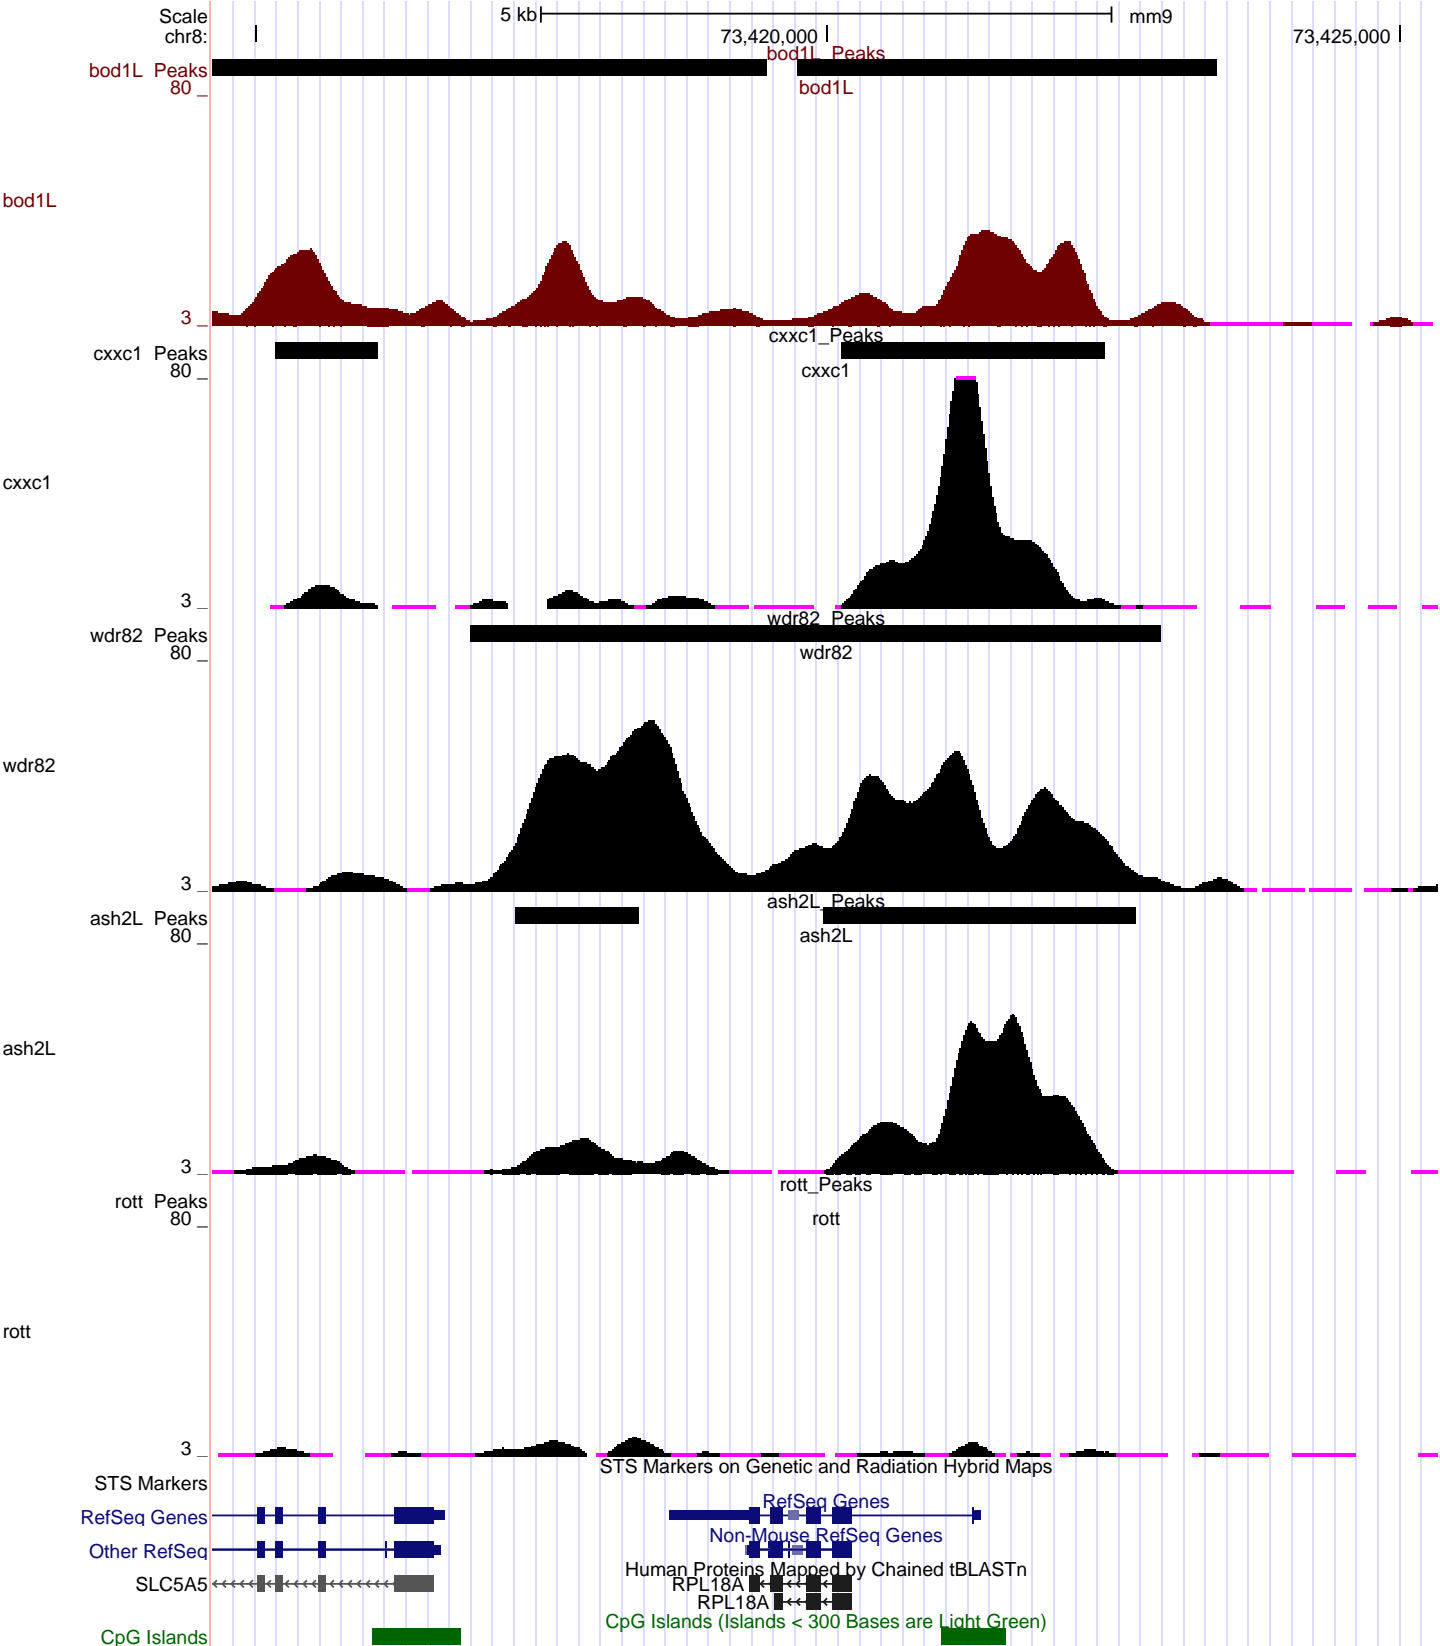 Scale 5 kb mm9
chr8: 73,420,000 73,425,000
bod1L_Peaks
bod1L Peaks
80 _ bod1L
bod1L
3 _
cxxc1_Peaks
cxxc1 Peaks
80 _ cxxc1
cxxc1
3 _
wdr82_Peaks
wdr82 Peaks
80 _ wdr82
wdr82
3 _
ash2L_Peaks
ash2L Peaks
80 _ ash2L
ash2L
3 _
rott_Peaks
rott Peaks
80 _ rott
rott
3 _
STS Markers on Genetic and Radiation Hybrid Maps
STS Markers
RefSeq Genes
RefSeq Genes
Non-Mouse RefSeq Genes
Other RefSeq
Human Proteins Mapped by Chained tBLASTn
SLC5A5 RPL18A
RPL18A
CpG Islands (Islands < 300 Bases are Light Green)
CpG Islands